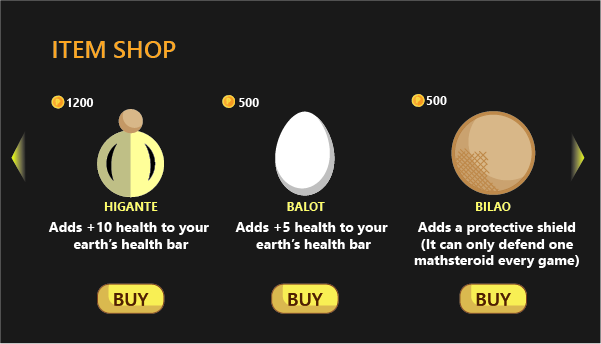 ITEM SHOP
1200
500
500
HIGANTE
BALOT
BILAO
Adds +10 health to your
earth's health bar
Adds +5 health to your
earth's health bar
Adds a protective shield
(It can only defend one
mathsteroid every game)
BUY
BUY
BUY